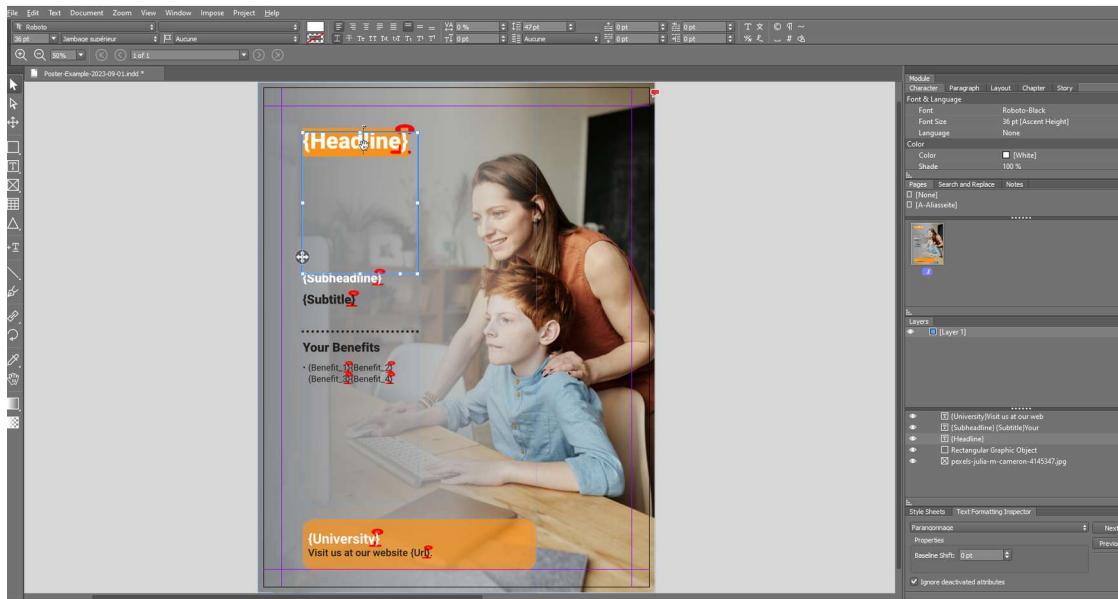 File Edit Text Document Zoom View Window Impose Project Help
Roboto
0 %
47 pt
0 pt
0 pt
36 pt
Jambage supérieur
Aucune
0 pt
Aucune
0 pt
0 pt
50%
1 of 1
Poster-Example-2023-09-01.indd *
{Headline}
{Subheadline}
{Subtitle}
Your Benefits
• {Benefit_1}{Benefit_2}
{Benefit_3}{Benefit_4}
{University}
Visit us at our website {Url}.
Module
Character Paragraph Layout Chapter Story
Font & Language
Font Roboto-Black
Font Size 36 pt [Ascent Height]
Language None
Color
Color [White]
Shade 100 %
Pages Search and Replace Notes
[None]
[A-Aliasseite]
Layers
[Layer 1]
{University}Visit us at our web
{Subheadline} {Subtitle}Your
{Headline}
Rectangular Graphic Object
pexels-julia-m-cameron-4145347.jpg
Style Sheets Text Formatting Inspector
Parangonnage
Next
Properties
Previo
Baseline Shift: 0 pt
Ignore deactivated attributes